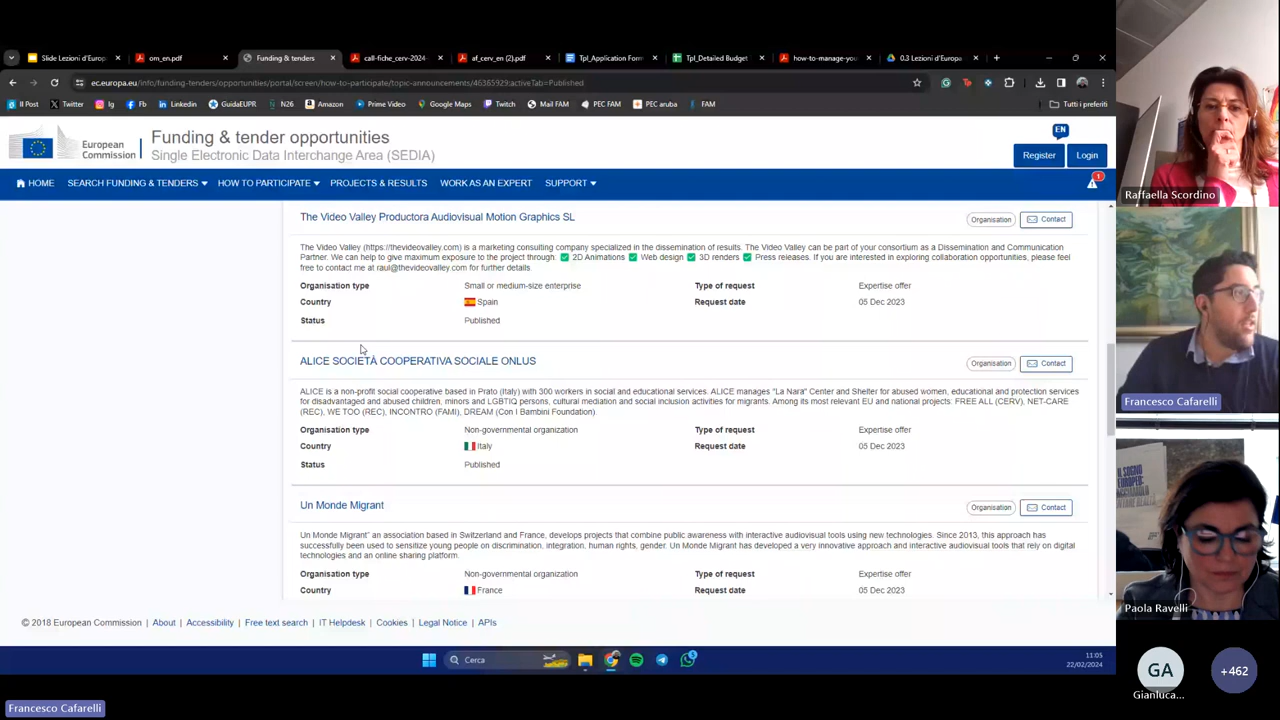 Slide Lezioni d'Euro
om_en.pdf
Funding & tenders
call-fiche_cerv-2024
af_cerv_en (2).pdf
Tpl_Application Form
Tpl_Detailed Budget
how-to-manage-you
0.3 Lezioni d'Europa
ec.europa.eu/info/funding-tenders/opportunities/portal/screen/how-to-participate/topic-announcements/46365929;activeTab=Published
Il Post
Twitter
Ig
Fb
Linkedin
GuidaEUPR
N26
Amazon
Prime Video
Google Maps
Twitch
Mail FAM
PEC FAM
PEC aruba
FAM
Tutti i preferiti
European Commission
Funding & tender opportunities
Single Electronic Data Interchange Area (SEDIA)
EN
Register
Login
HOME
SEARCH FUNDING & TENDERS
HOW TO PARTICIPATE
PROJECTS & RESULTS
WORK AS AN EXPERT
SUPPORT
1
The Video Valley Productora Audiovisual Motion Graphics SL
Organisation
Contact
The Video Valley (https://thevideovalley.com) is a marketing consulting company specialized in the dissemination of results. The Video Valley can be part of your consortium as a Dissemination and Communication
Partner. We can help to give maximum exposure to the project through: ✅ 2D Animations ✅ Web design ✅ 3D renders ✅ Press releases. If you are interested in exploring collaboration opportunities, please feel
free to contact me at raul@thevideovalley.com for further details.
Organisation type Small or medium-size enterprise Type of request Expertise offer
Country Spain Request date 05 Dec 2023
Status Published
ALICE SOCIETÀ COOPERATIVA SOCIALE ONLUS
Organisation
Contact
ALICE is a non-profit social cooperative based in Prato (Italy) with 300 workers in social and educational services. ALICE manages "La Nara" Center and Shelter for abused women, educational and protection services
for disadvantaged and abused children, minors and LGBTIQ persons, cultural mediation and social inclusion activities for migrants. Among its most relevant EU and national projects: FREE ALL (CERV), NET-CARE
(REC), WE TOO (REC), INCONTRO (FAMI), DREAM (Con I Bambini Foundation).
Organisation type Non-governmental organization Type of request Expertise offer
Country Italy Request date 05 Dec 2023
Status Published
Un Monde Migrant
Organisation
Contact
Un Monde Migrant" an association based in Switzerland and France, develops projects that combine public awareness with interactive audiovisual tools using new technologies. Since 2013, this approach has
been successfully used to sensitize young people on discrimination, integration, human rights, gender. Un Monde Migrant has developed a very innovative approach and interactive audiovisual tools that rely on digital
technologies and an online sharing platform.
Organisation type Non-governmental organization Type of request Expertise offer
Country France Request date 05 Dec 2023
© 2018 European Commission | About | Accessibility | Free text search | IT Helpdesk | Cookies | Legal Notice | APIs
Cerca
11:05
22/02/2024
Francesco Cafarelli
Raffaella Scordino
Francesco Cafarelli
IL SOGNO
EUROPEO:
Paola Ravelli
GA
Gianluca...
+462